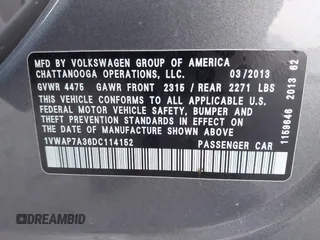 MFD BY VOLKSWAGEN GROUP OF AMERICA
CHATTANOOGA OPERATIONS, LLC. 03/2013
GVWR 4475 GAWR FRONT 2315 / REAR 2271 LBS
THIS VEHICLE CONFORMS TO ALL APPLICABLE
FEDERAL MOTOR VEHICLE SAFETY, BUMPER AND
THEFT PREVENTION STANDARDS IN EFFECT ON
THE DATE OF MANUFACTURE SHOWN ABOVE
1VWAP7A36DC114152 PASSENGER CAR
1159646 2013 62
DREAMBID